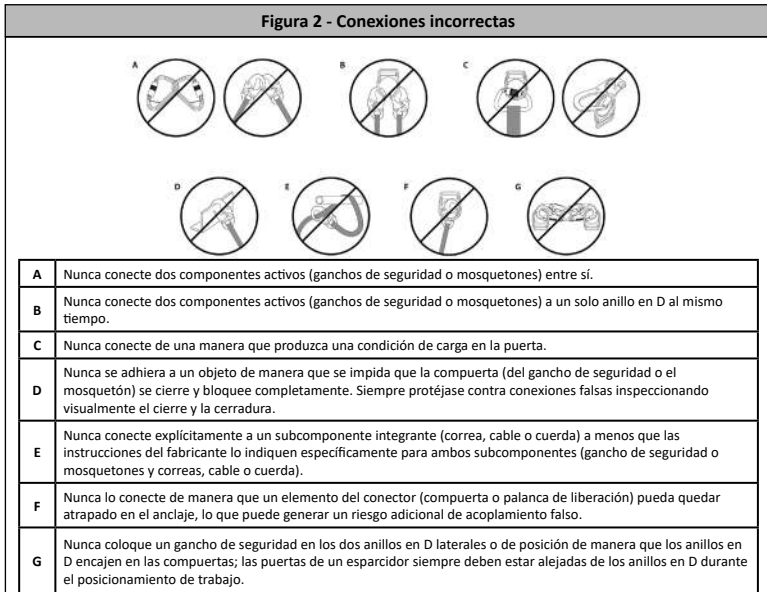 Figura 2 - Conexiones incorrectas
A B C
D E F G
A Nunca conecte dos componentes activos (ganchos de seguridad o mosquetones) entre sí.
B Nunca conecte dos componentes activos (ganchos de seguridad o mosquetones) a un solo anillo en D al mismo
tiempo.
C Nunca conecte de una manera que produzca una condición de carga en la puerta.
D Nunca se adhiera a un objeto de manera que se impida que la compuerta (del gancho de seguridad o el
mosquetón) se cierre y bloquee completamente. Siempre protéjase contra conexiones falsas inspeccionando
visualmente el cierre y la cerradura.
E Nunca conecte explícitamente a un subcomponente integrante (correa, cable o cuerda) a menos que las
instrucciones del fabricante lo indiquen específicamente para ambos subcomponentes (gancho de seguridad o
mosquetones y correas, cable o cuerda).
F Nunca lo conecte de manera que un elemento del conector (compuerta o palanca de liberación) pueda quedar
atrapado en el anclaje, lo que puede generar un riesgo adicional de acoplamiento falso.
G Nunca coloque un gancho de seguridad en los dos anillos en D laterales o de posición de manera que los anillos en
D encajen en las compuertas; las puertas de un esparcidor siempre deben estar alejadas de los anillos en D durante
el posicionamiento de trabajo.